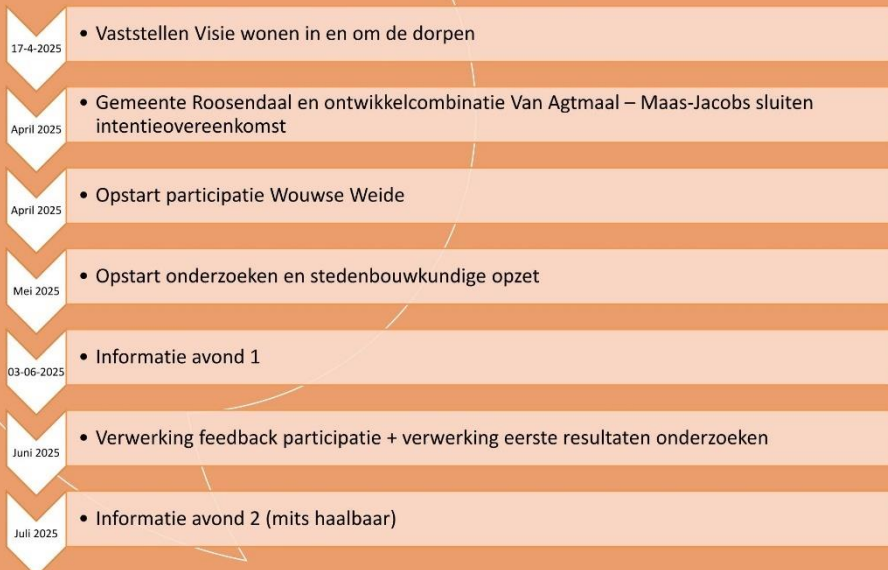 17-4-2025
• Vaststellen Visie wonen in en om de dorpen
April 2025
• Gemeente Roosendaal en ontwikkelcombinatie Van Agtmaal – Maas-Jacobs sluiten
intentieovereenkomst
April 2025
• Opstart participatie Wouwse Weide
Mei 2025
• Opstart onderzoeken en stedenbouwkundige opzet
03-06-2025
• Informatie avond 1
Juni 2025
• Verwerking feedback participatie + verwerking eerste resultaten onderzoeken
Juli 2025
• Informatie avond 2 (mits haalbaar)